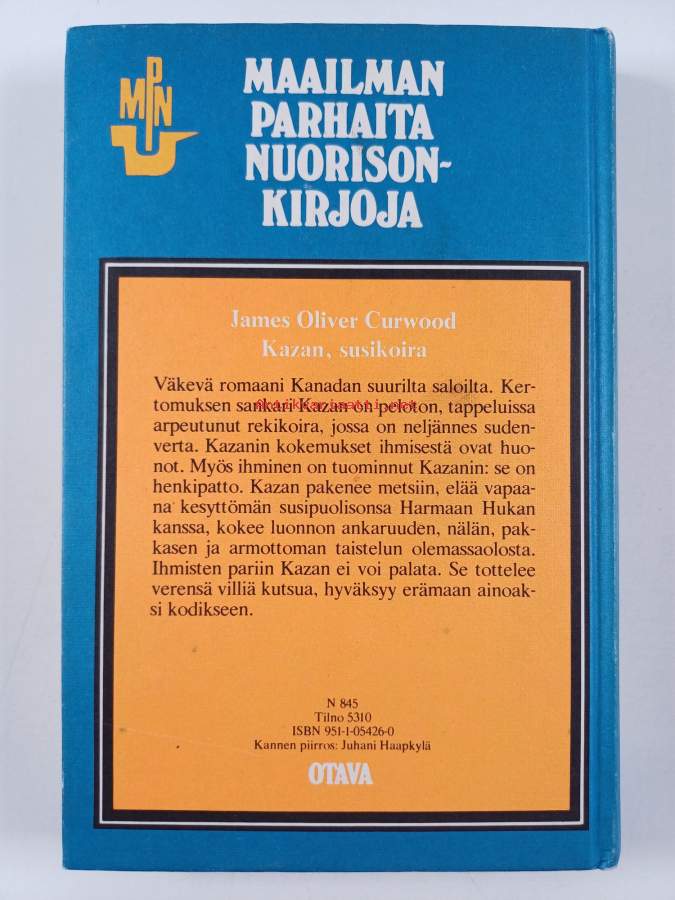 MPN
MAAILMAN
PARHAITA
NUORISON-
KIRJOJA
James Oliver Curwood
Kazan, susikoira
Väkevä romaani Kanadan suurilta saloilta. Ker-
tomuksen sankari Kazan on peloton, tappeluissa
antikkariaatti.net
arpeutunut rekikoira, jossa on neljännes suden-
verta. Kazanin kokemukset ihmisestä ovat huo-
not. Myös ihminen on tuominnut Kazanin: se on
henkipatto. Kazan pakenee metsiin, elää vapaa-
na kesyttömän susipuolisonsa Harmaan Hukan
kanssa, kokee luonnon ankaruuden, nälän, pak-
kasen ja armottoman taistelun olemassaolosta.
Ihmisten pariin Kazan ei voi palata. Se tottelee
verensä villiä kutsua, hyväksyy erämaan ainoak-
si kodikseen.
N 845
Tilno 5310
ISBN 951-1-05426-0
Kannen piirros: Juhani Haapkylä
OTAVA